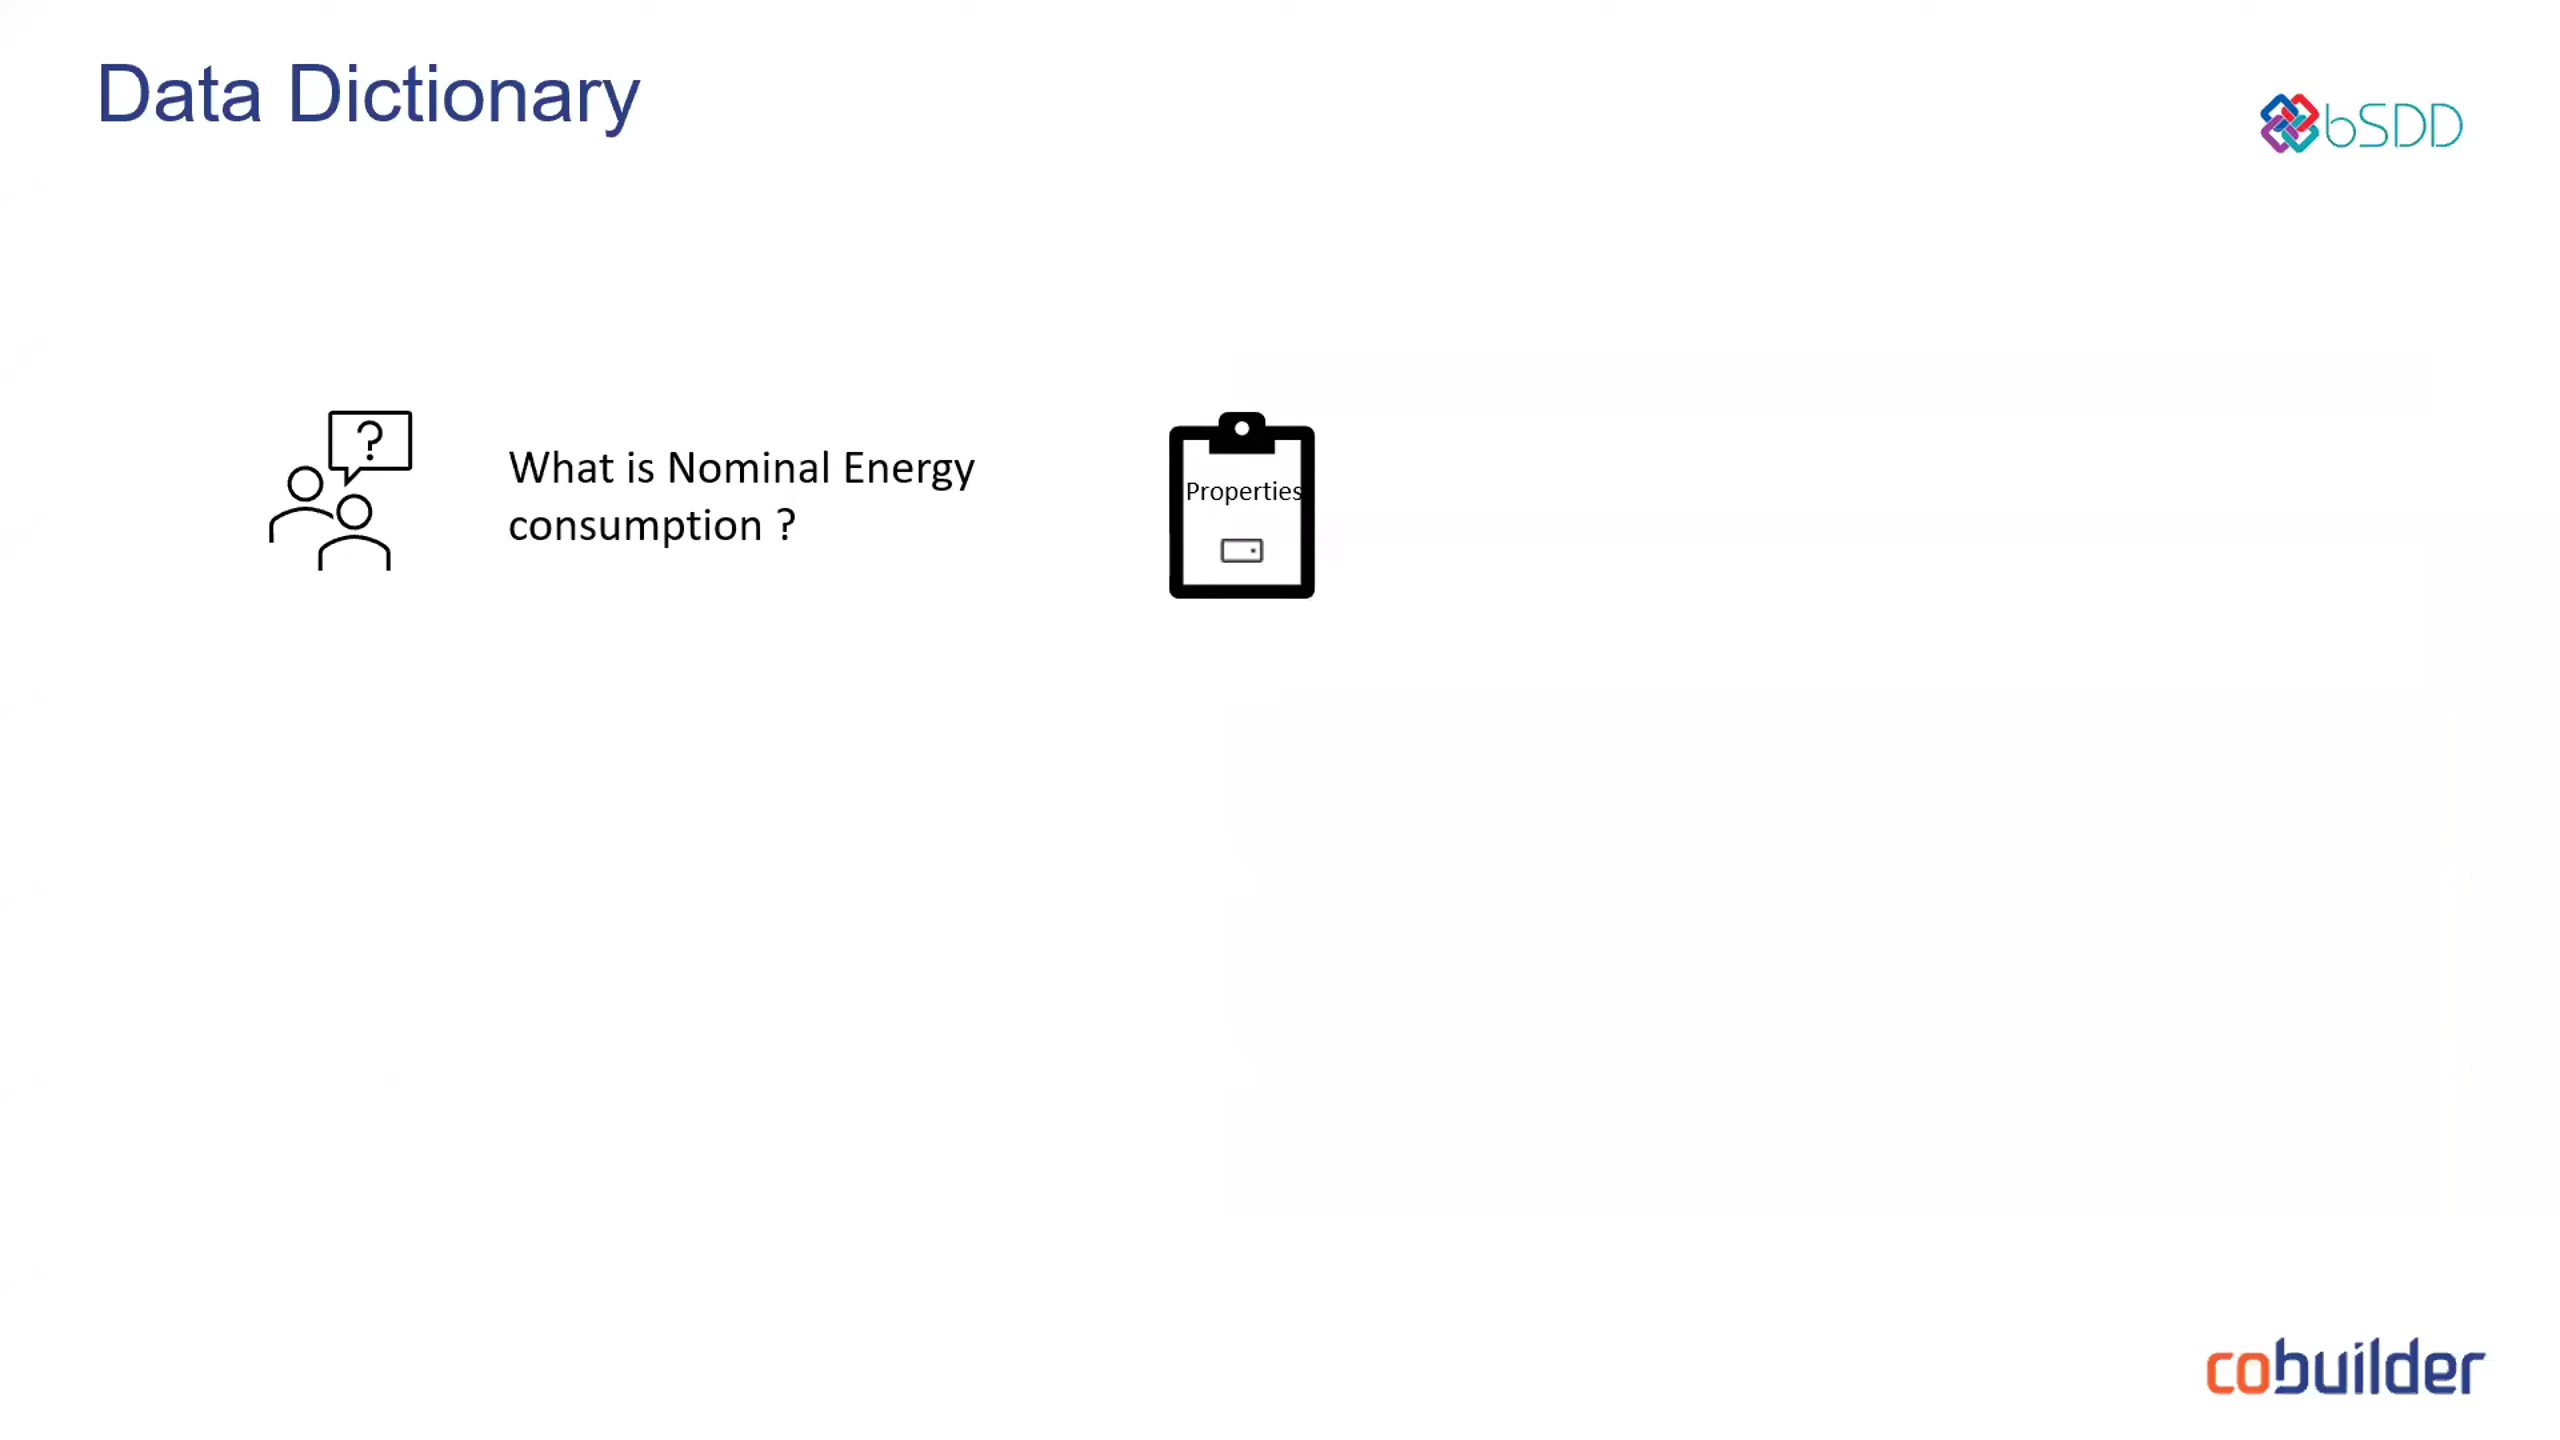 Data Dictionary
bSDD
?
What is Nominal Energy
consumption ?
Properties
cobuilder